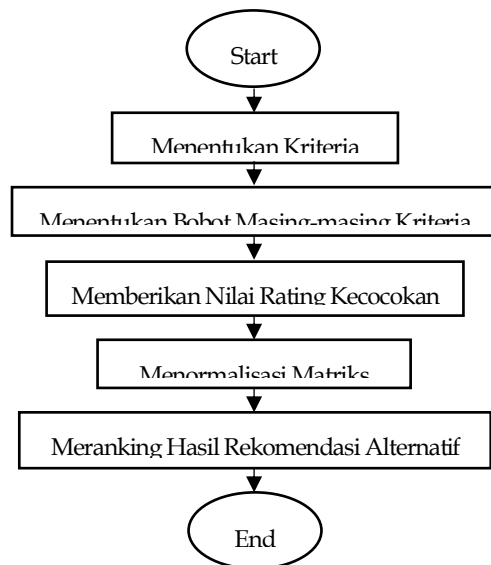 Start
Menentukan Kriteria
Menentukan Bobot Masing-masing Kriteria
Memberikan Nilai Rating Kecocokan
Menormalisasi Matriks
Meranking Hasil Rekomendasi Alternatif
End